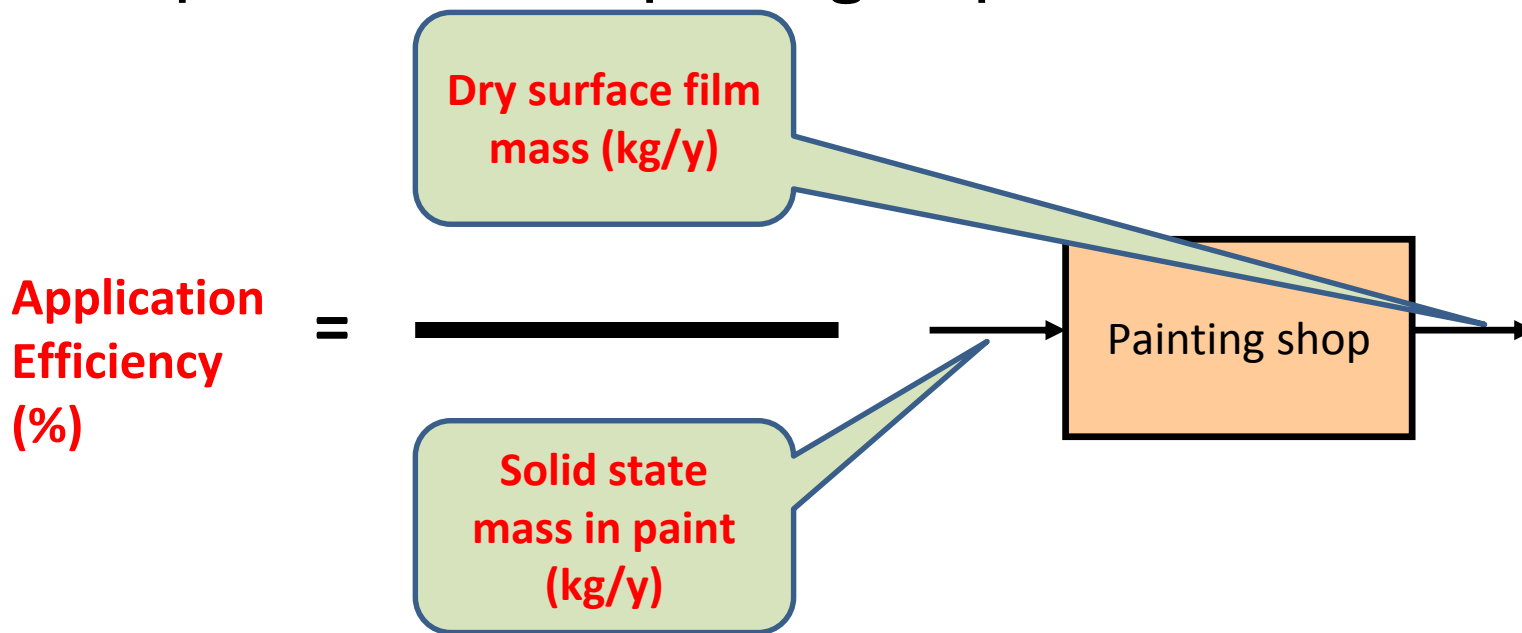 Dry surface film
mass (kg/y)
Application
Efficiency
(%)
=
Painting shop
Solid state
mass in paint
(kg/y)